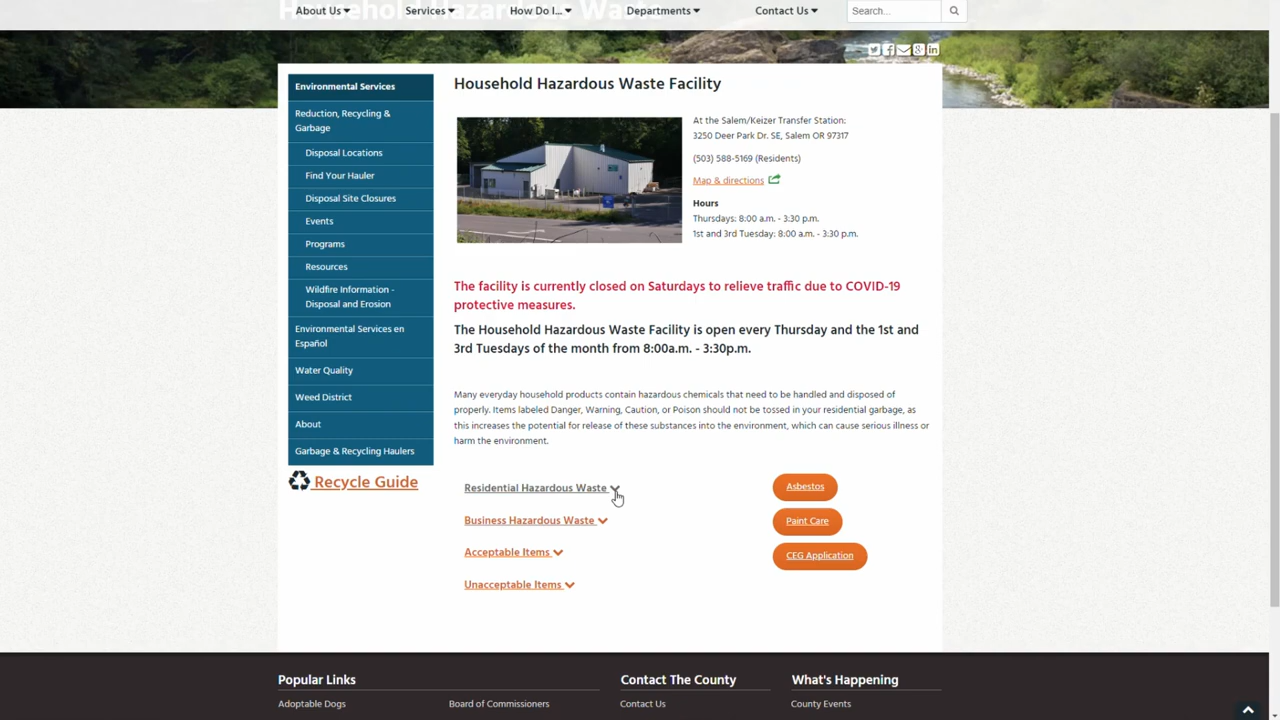 Household Hazardous Waste
About Us
Services
How Do I...
Departments
Contact Us
Search...
Environmental Services
Reduction, Recycling &
Garbage
Disposal Locations
Find Your Hauler
Disposal Site Closures
Events
Programs
Resources
Wildfire Information -
Disposal and Erosion
Environmental Services en
Español
Water Quality
Weed District
About
Garbage & Recycling Haulers
Recycle Guide
Household Hazardous Waste Facility
At the Salem/Keizer Transfer Station:
3250 Deer Park Dr. SE, Salem OR 97317
(503) 588-5169 (Residents)
Map & directions
Hours
Thursdays: 8:00 a.m. - 3:30 p.m.
1st and 3rd Tuesday: 8:00 a.m. - 3:30 p.m.
The facility is currently closed on Saturdays to relieve traffic due to COVID-19
protective measures.
The Household Hazardous Waste Facility is open every Thursday and the 1st and
3rd Tuesdays of the month from 8:00a.m. - 3:30p.m.
Many everyday household products contain hazardous chemicals that need to be handled and disposed of
properly. Items labeled Danger, Warning, Caution, or Poison should not be tossed in your residential garbage, as
this increases the potential for release of these substances into the environment, which can cause serious illness or
harm the environment.
Residential Hazardous Waste
Business Hazardous Waste
Acceptable Items
Unacceptable Items
Asbestos
Paint Care
CEG Application
Popular Links
Adoptable Dogs
Board of Commissioners
Contact The County
Contact Us
What's Happening
County Events